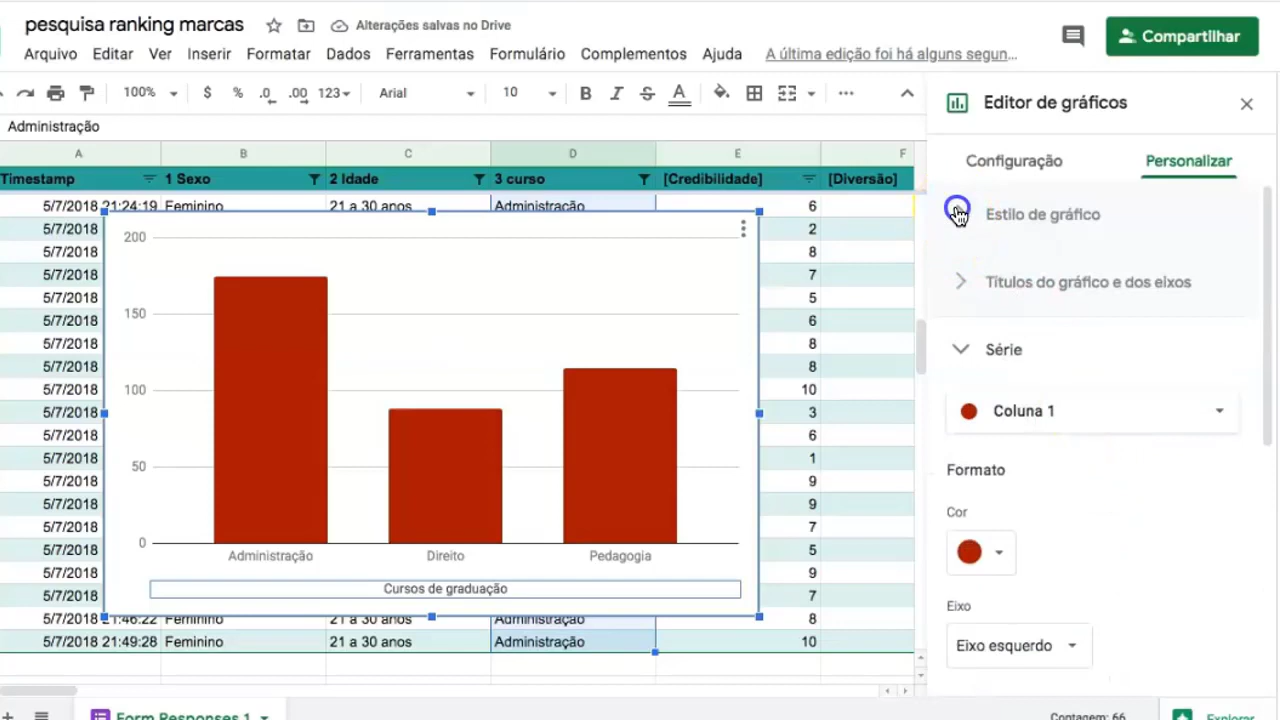 pesquisa ranking marcas
Alterações salvas no Drive
Compartilhar
Arquivo Editar Ver Inserir Formatar Dados Ferramentas Formulário Complementos Ajuda A última edição foi há alguns segun...
100% $ % .0 .00 123 Arial 10 B I S A
Editor de gráficos
Administração
Configuração Personalizar
A B C D E F
Timestamp 1 Sexo 2 Idade 3 curso [Credibilidade] [Diversão]
5/7/2018 21:24:19 Feminino 21 a 30 anos Administração 6
5/7/2018 2
5/7/2018 8
5/7/2018 7
5/7/2018 5
5/7/2018 6
5/7/2018 8
5/7/2018 8
5/7/2018 10
5/7/2018 3
5/7/2018 6
5/7/2018 1
5/7/2018 9
5/7/2018 9
5/7/2018 7
5/7/2018 5
5/7/2018 9
5/7/2018 7
5/7/2018 21:46:22 Feminino 21 a 30 anos Administração 8
5/7/2018 21:49:28 Feminino 21 a 30 anos Administração 10
200
150
100
50
0
Administração Direito Pedagogia
Cursos de graduação
Estilo de gráfico
Títulos do gráfico e dos eixos
Série
Coluna 1
Formato
Cor
Eixo
Eixo esquerdo
Form Responses 1
Contagem: 66
Explorar